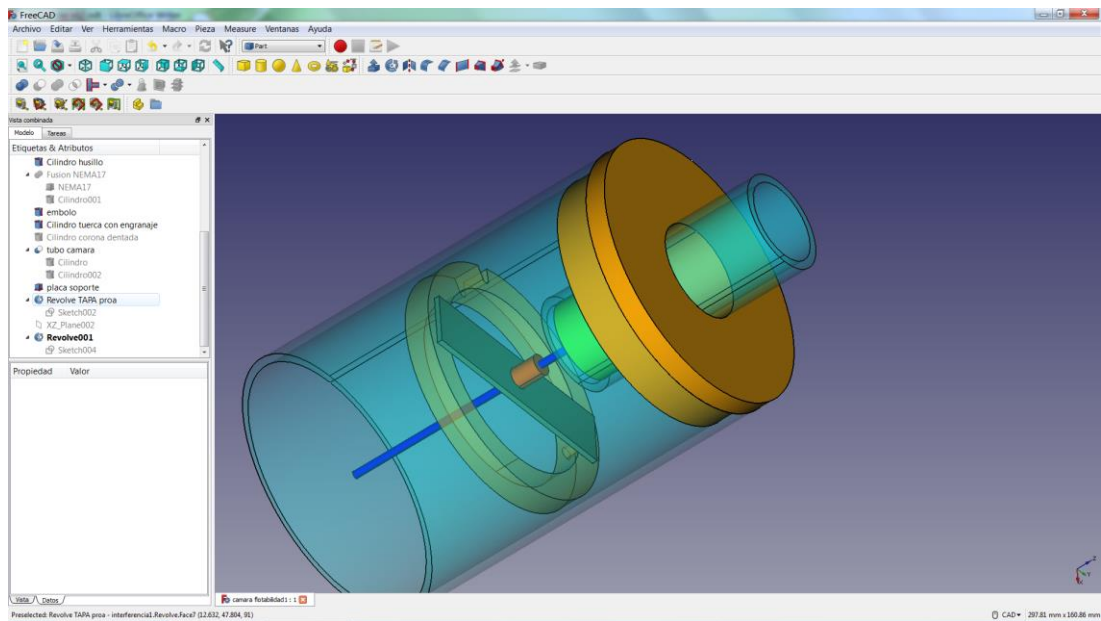 FreeCAD
Archivo Editar Ver Herramientas Macro Pieza Measure Ventanas Ayuda
Part
Vista combinada
Modelo Tareas
Etiquetas & Atributos
Cilindro husillo
Fusion NEMA17
NEMA17
Cilindro001
embolo
Cilindro tuerca con engranaje
Cilindro corona dentada
tubo camara
Cilindro
Cilindro002
placa soporte
Revolve TAPA proa
Sketch002
XZ_Plane002
Revolve001
Sketch004
Propiedad Valor
Z
Y
X
Vista Datos
camara flotabilidad1 : 1
Preselected: Revolve TAPA proa - interferencia1.Revolve.Face7 (12.632, 47.804, 91)
CAD
297.81 mm x 160.86 mm